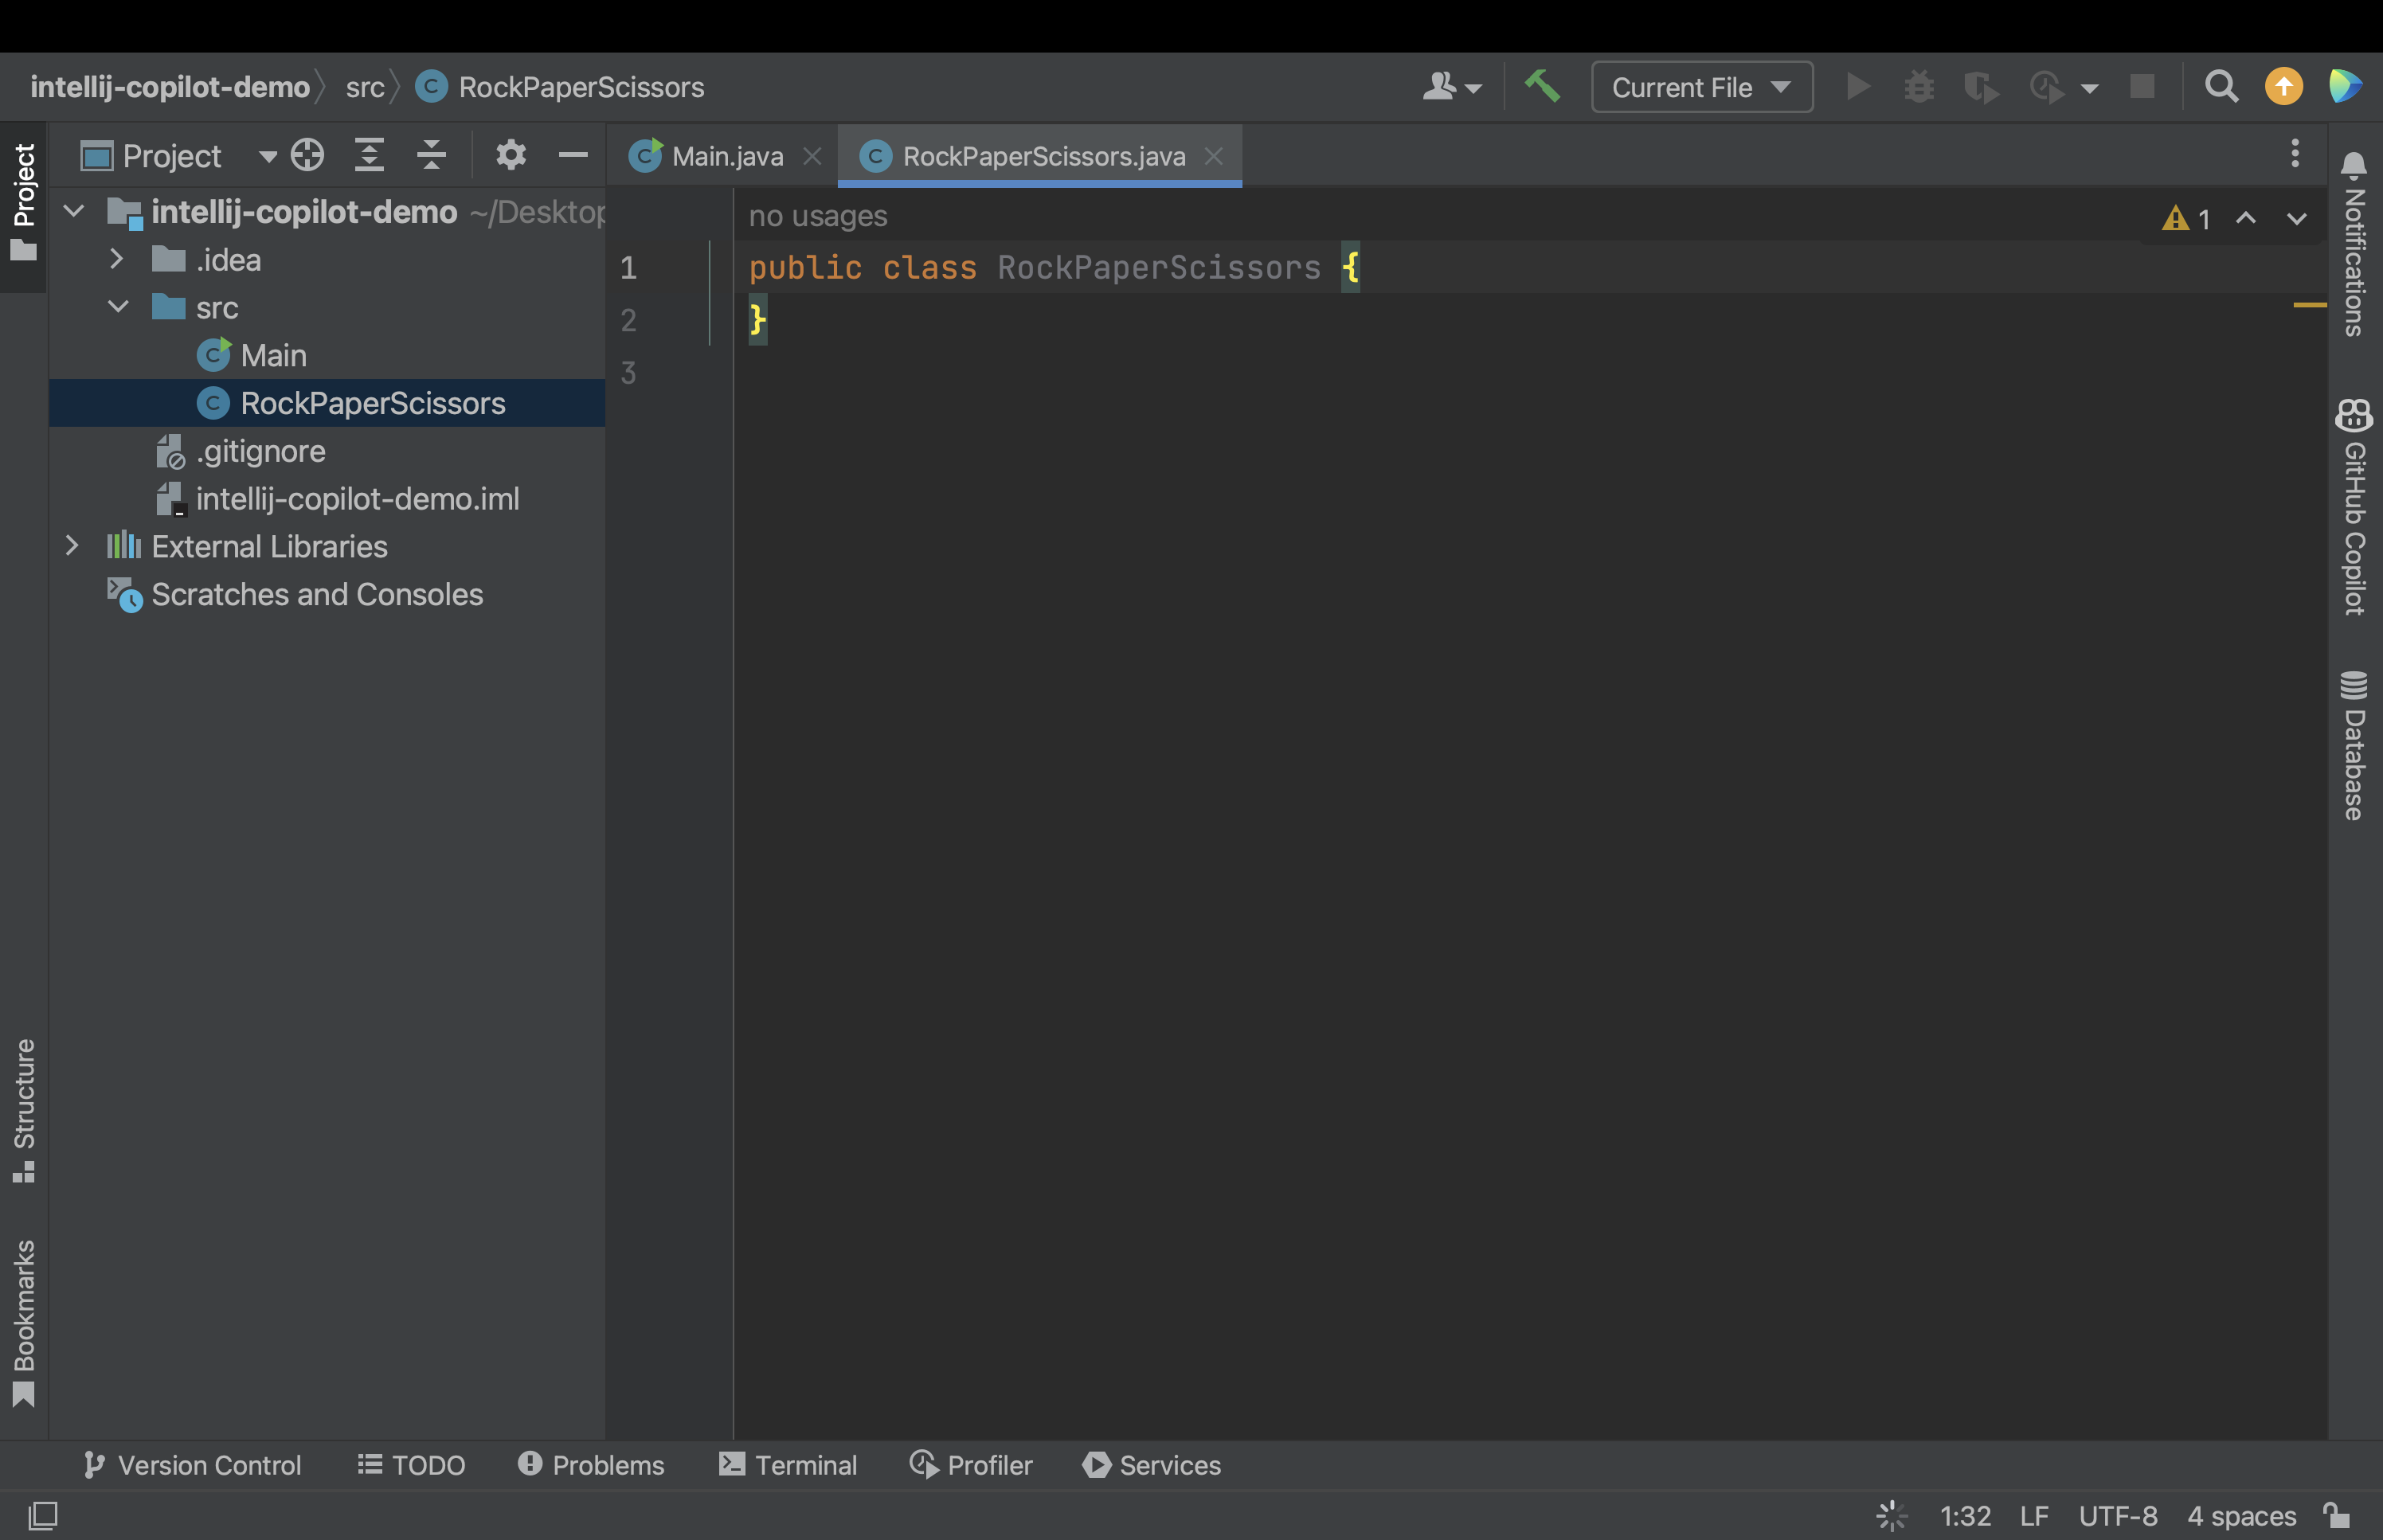 intellij-copilot-demo src RockPaperScissors
Current File
Project
Project
Main.java
RockPaperScissors.java
intellij-copilot-demo ~/Desktop
.idea
src
Main
RockPaperScissors
.gitignore
intellij-copilot-demo.iml
External Libraries
Scratches and Consoles
no usages
1
1 public class RockPaperScissors {
2 }
3
Notifications
GitHub Copilot
Database
Structure
Bookmarks
Version Control
TODO
Problems
Terminal
Profiler
Services
1:32 LF UTF-8 4 spaces